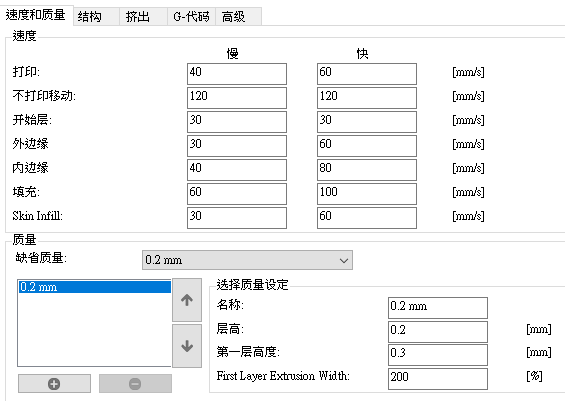 速度和质量 结构 挤出 G-代码 高级
速度
慢 快
打印: 40 60 [mm/s]
不打印移动: 120 120 [mm/s]
开始层: 30 30 [mm/s]
外边缘 30 60 [mm/s]
内边缘 40 80 [mm/s]
填充: 60 100 [mm/s]
Skin Infill: 30 60 [mm/s]
质量
缺省质量: 0.2 mm
0.2 mm
选择质量设定
名称: 0.2 mm
层高: 0.2 [mm]
第一层高度: 0.3 [mm]
First Layer Extrusion Width: 200 [%]